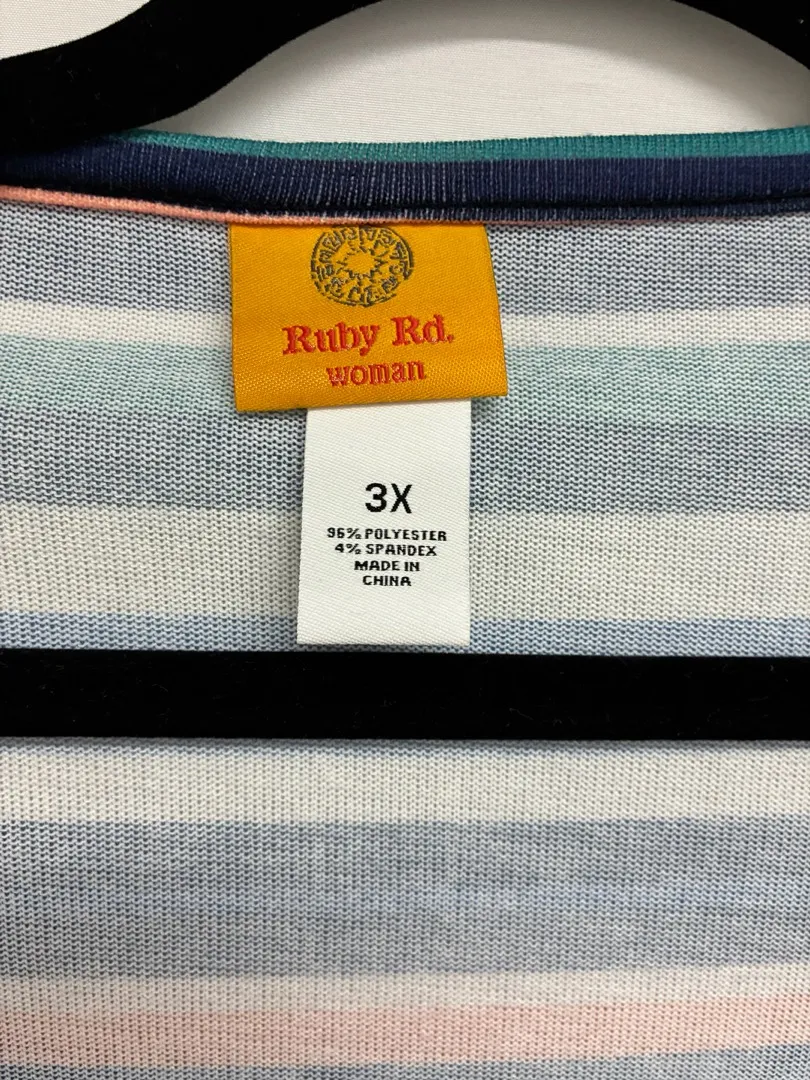 Ruby Rd.
woman
3X
96% POLYESTER
4% SPANDEX
MADE IN
CHINA